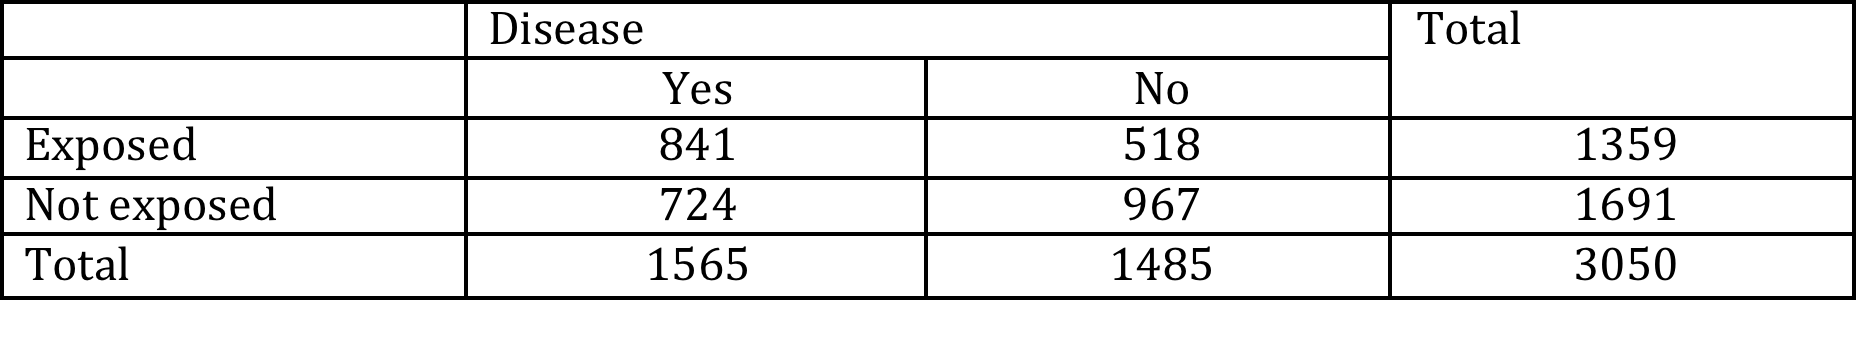 Disease Total
Yes No
Exposed 841 518 1359
Not exposed 724 967 1691
Total 1565 1485 3050